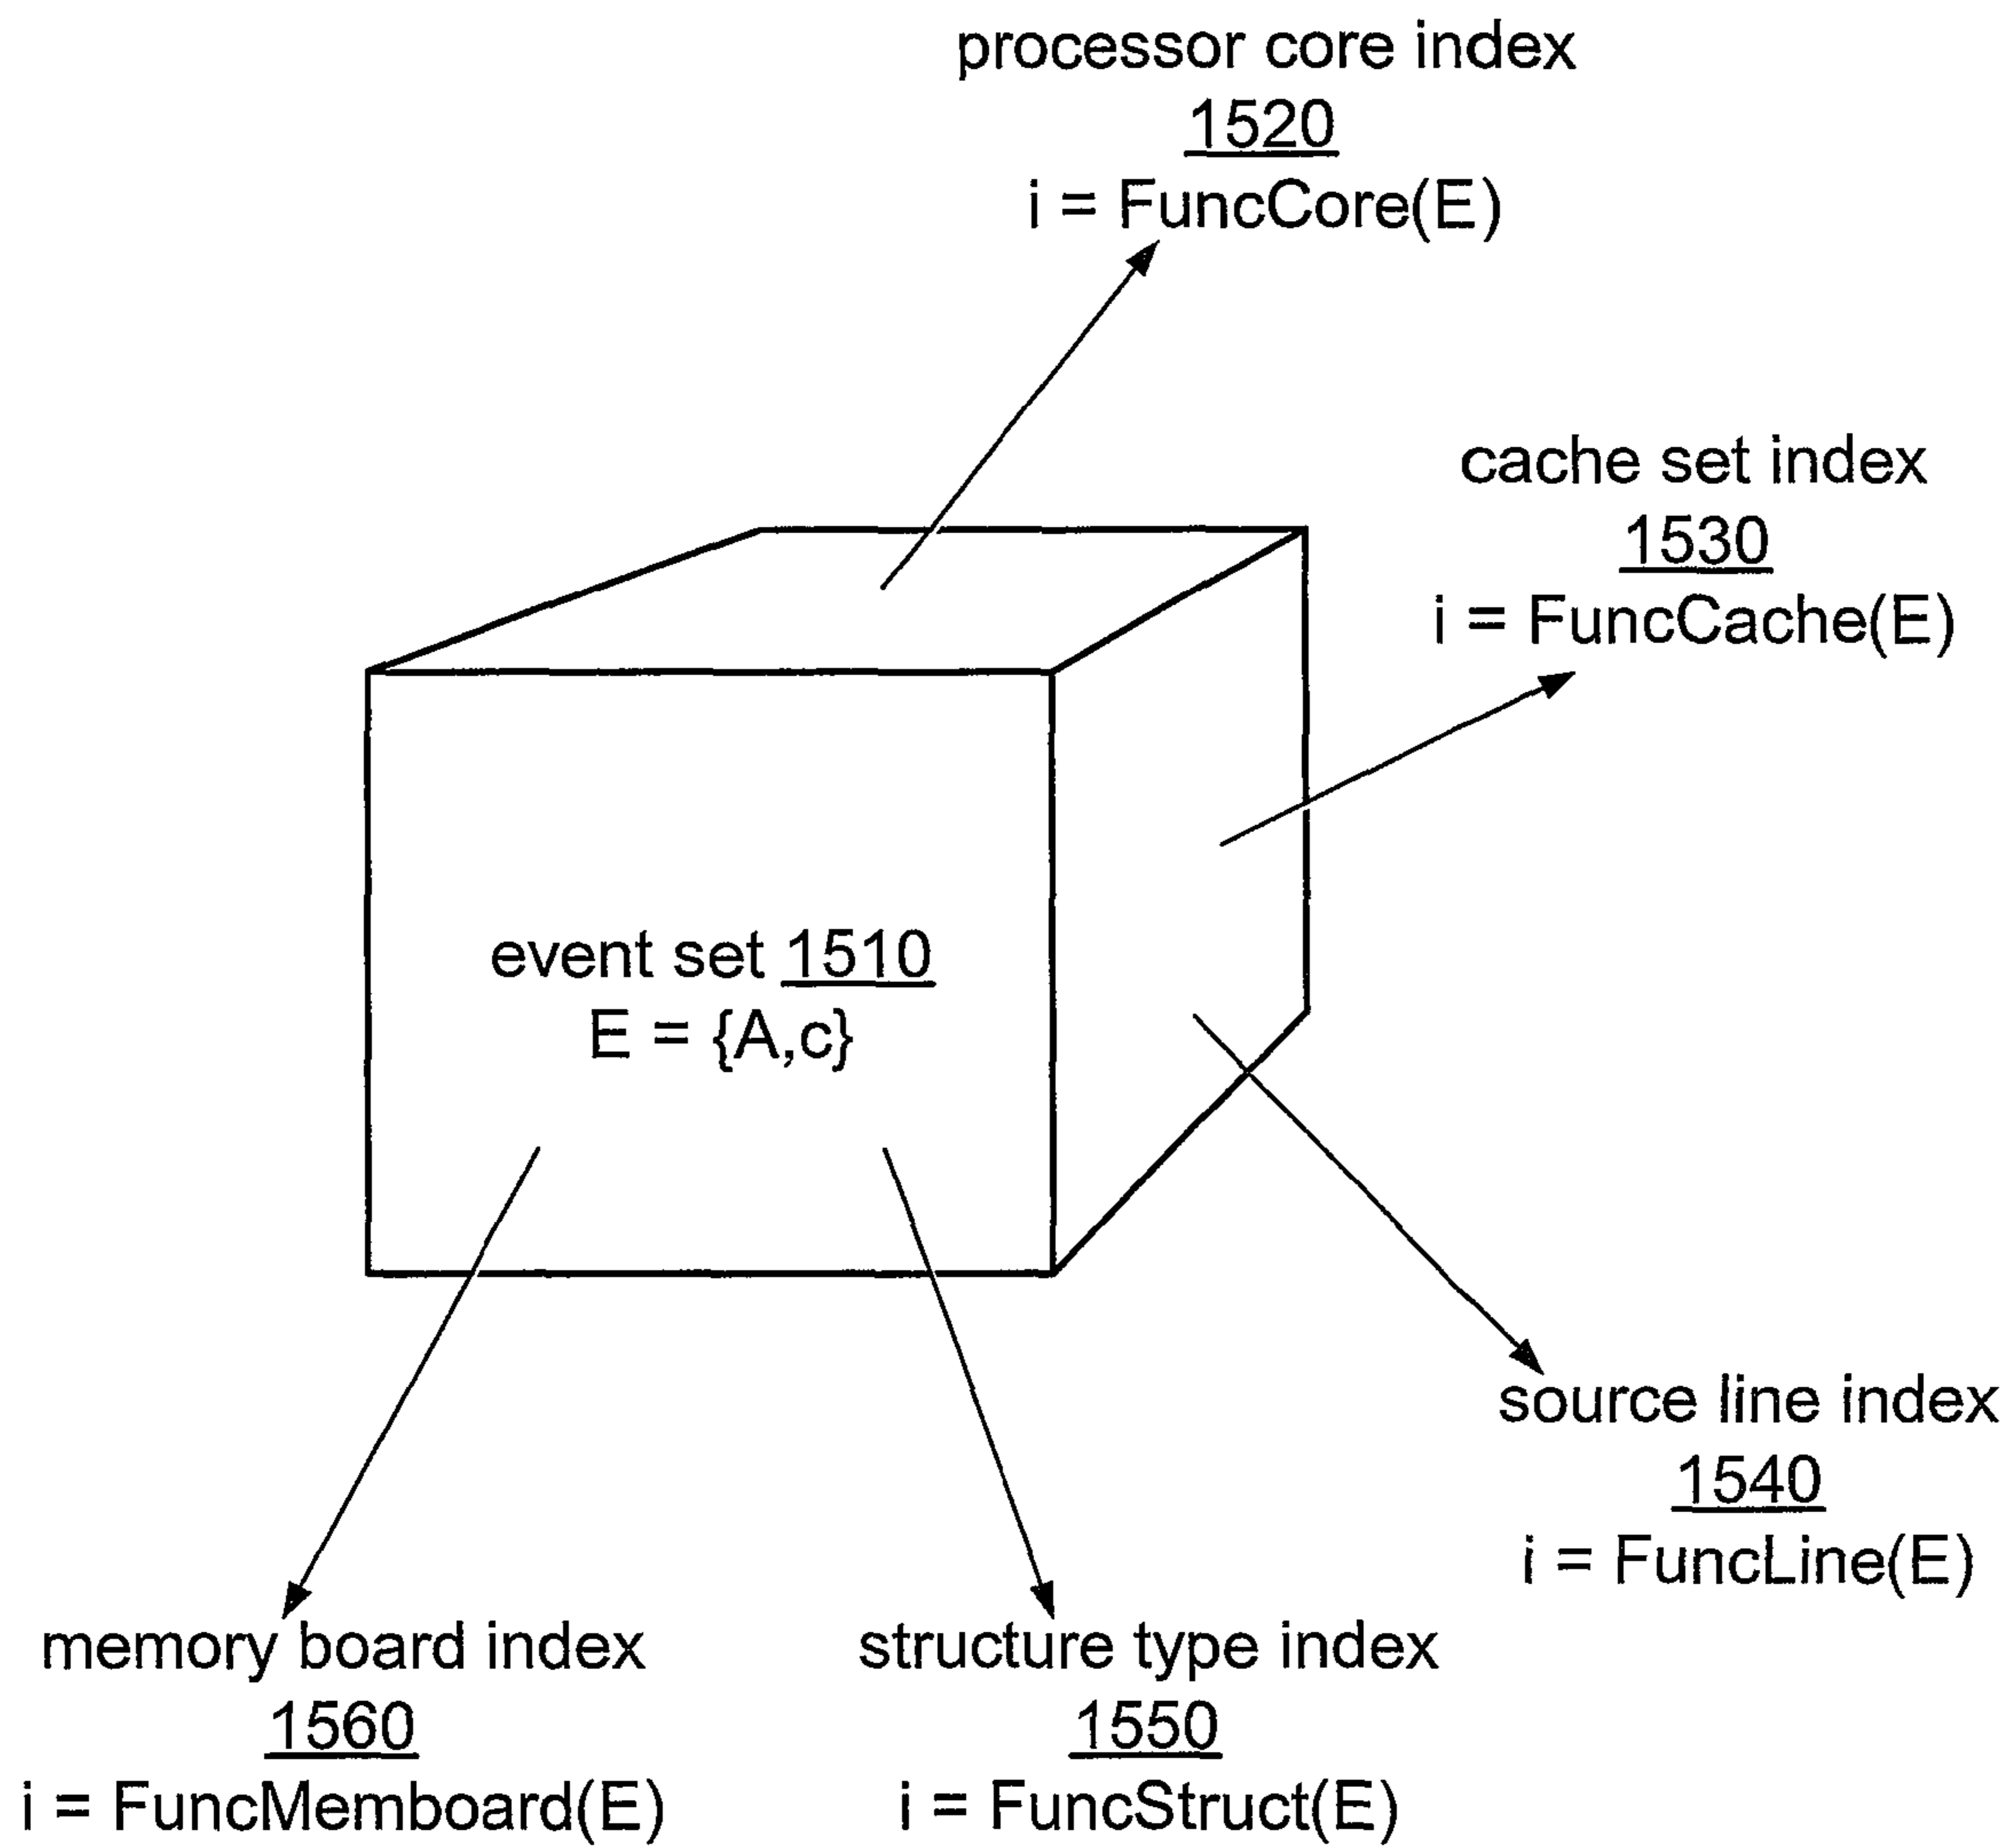 processor core index
1520
i = FuncCore(E)
cache set index
1530
i = FuncCache(E)
event set 1510
E = {A,c}
source line index
1540
i = FuncLine(E)
memory board index
1560
i = FuncMemboard(E)
structure type index
1550
i = FuncStruct(E)